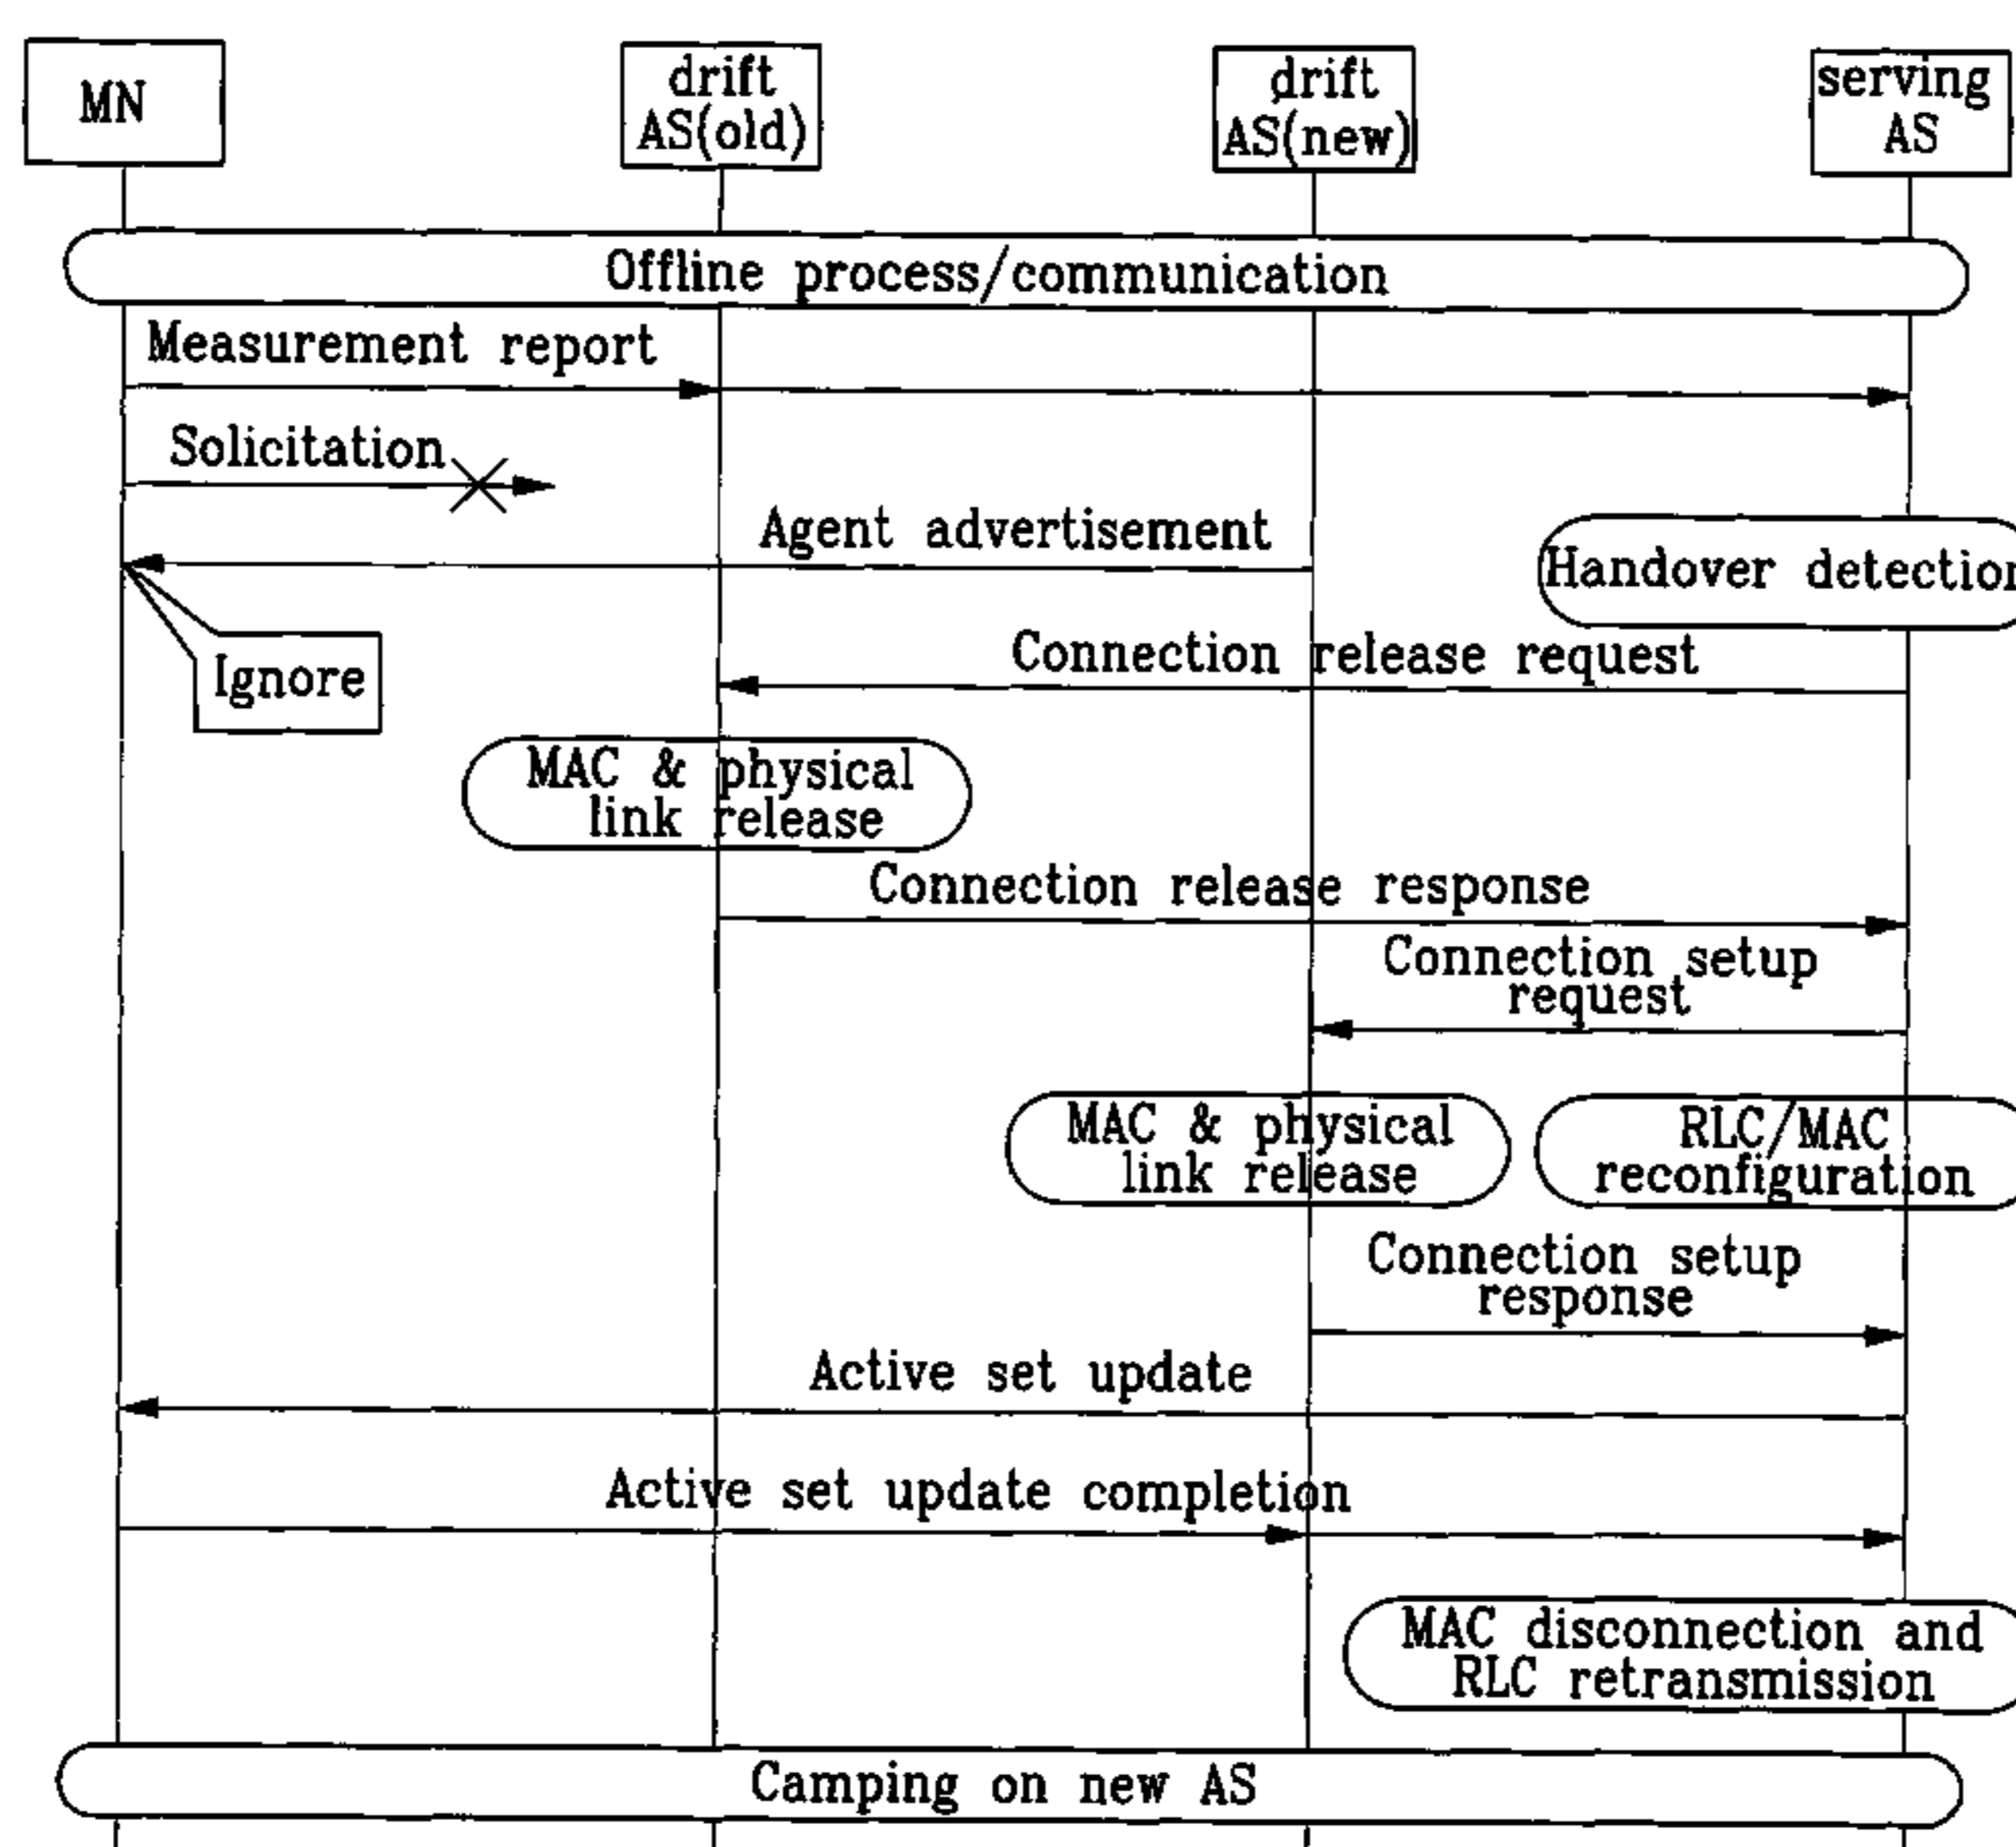 MN
drift
AS(old)
drift
AS(new)
serving
AS
Offline process/communication
Measurement report
Solicitation
Agent advertisement
Handover detection
Ignore
Connection release request
MAC & physical
link release
Connection release response
Connection setup
request
MAC & physical
link release
RLC/MAC
reconfiguration
Connection setup
response
Active set update
Active set update completion
MAC disconnection and
RLC retransmission
Camping on new AS